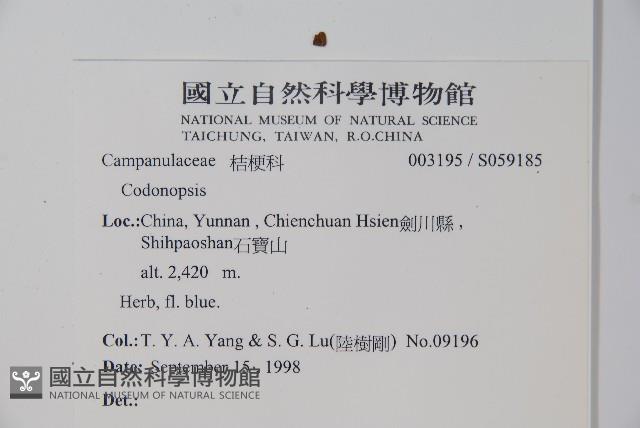 國立自然科學博物館
NATIONAL MUSEUM OF NATURAL SCIENCE
TAICHUNG, TAIWAN, R.O.CHINA
Campanulaceae 桔梗科 003195 / S059185
Codonopsis
Loc.:China, Yunnan , Chienchuan Hsien劍川縣 ,
Shihpaoshan石寶山
alt. 2,420 m.
Herb, fl. blue.
Col.:T. Y. A. Yang & S. G. Lu(陸樹剛) No.09196
Date: September 15, 1998
Det.:
國立自然科學博物館
NATIONAL MUSEUM OF NATURAL SCIENCE